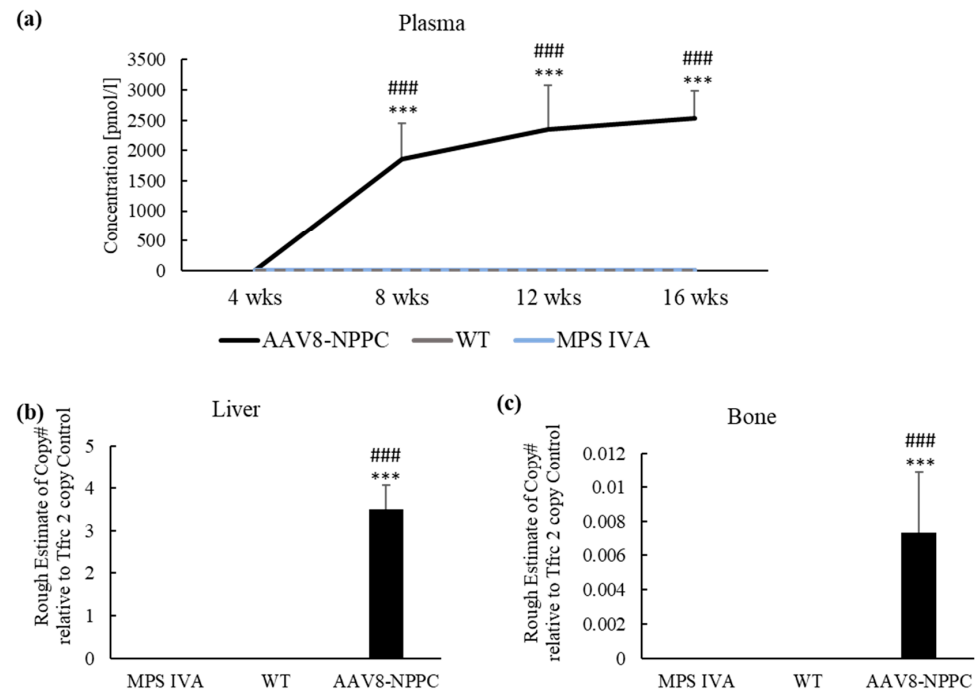 (a)
Plasma
Concentration [pmol/l]
3500
3000
2500
2000
1500
1000
500
0
###
***
###
***
###
***
4 wks 8 wks 12 wks 16 wks
AAV8-NPPC WT MPS IVA
(b)
Liver
Rough Estimate of Copy#
relative to Tfrc 2 copy Control
5
4
3
2
1
0
###
***
MPS IVA WT AAV8-NPPC
(c)
Bone
Rough Estimate of Copy#
relative to Tfrc 2 copy Control
0.012
0.01
0.008
0.006
0.004
0.002
0
###
***
MPS IVA WT AAV8-NPPC